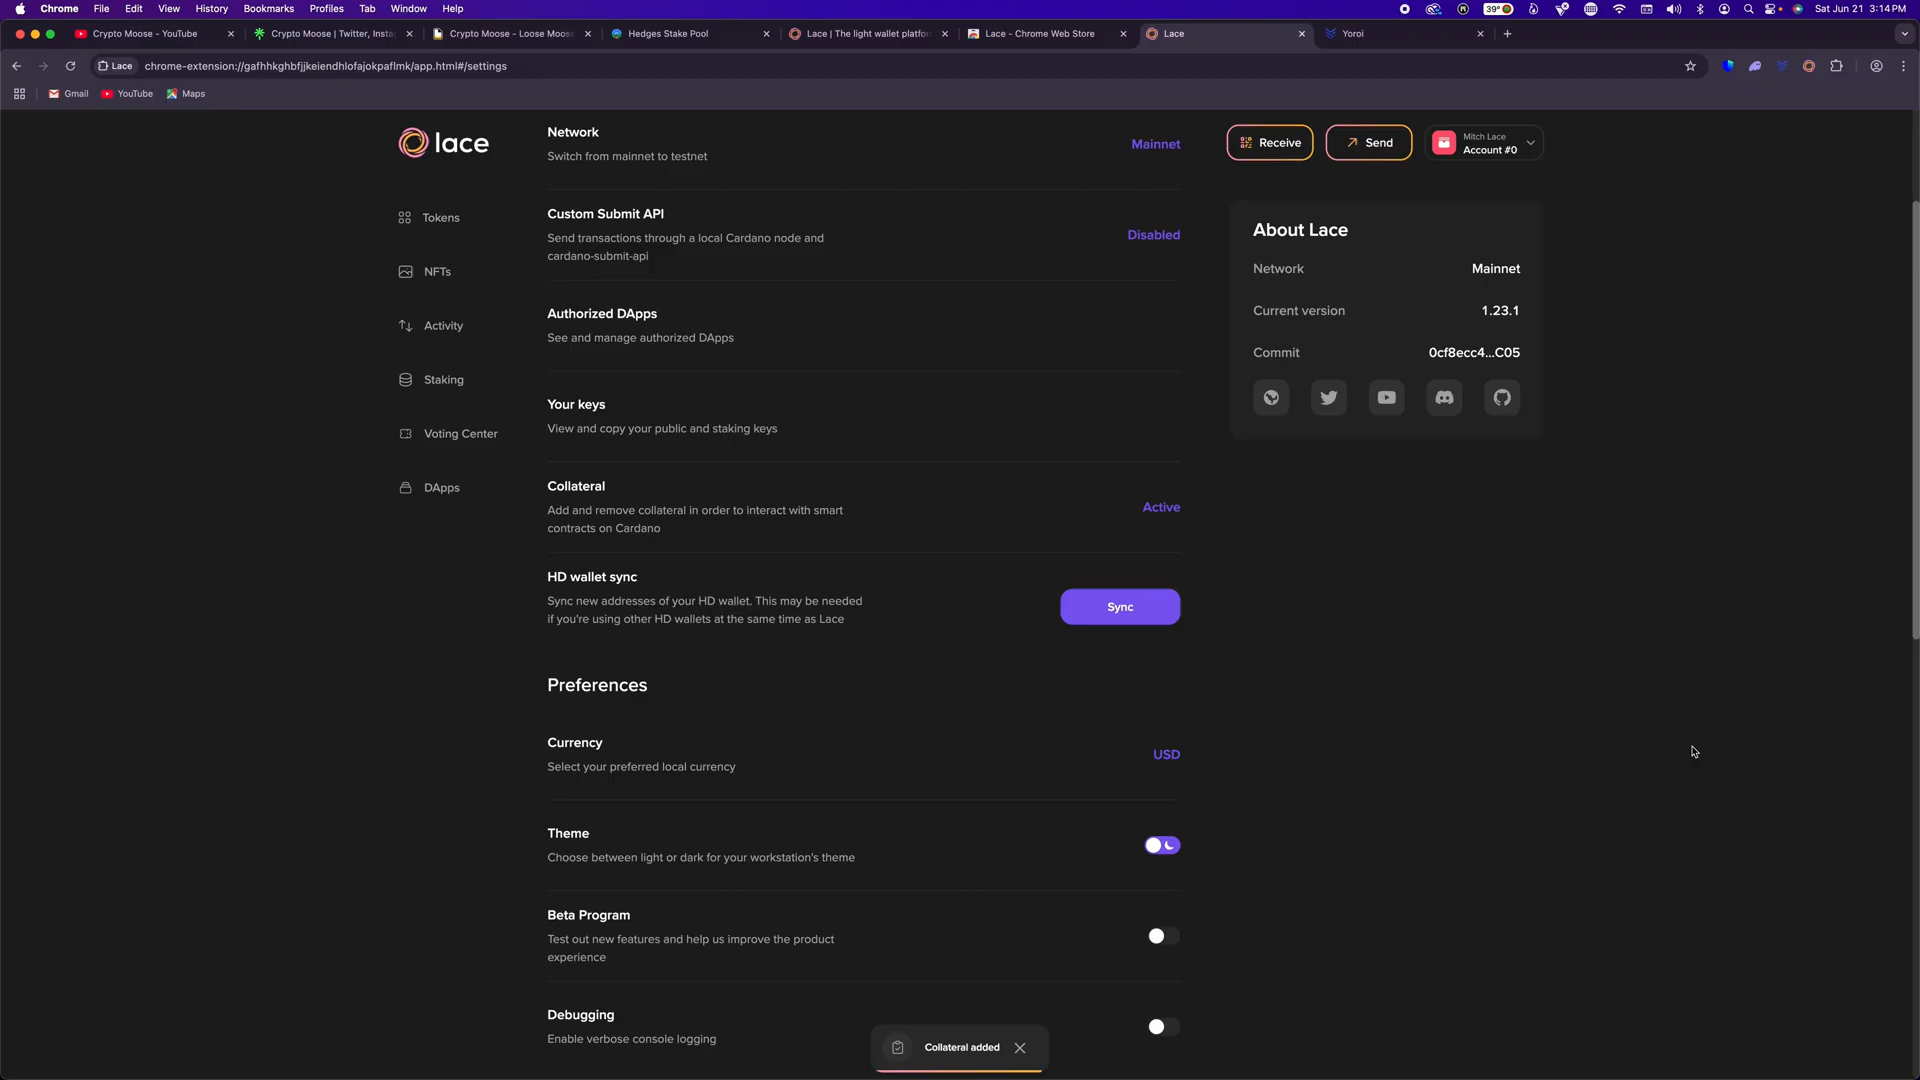 Chrome File Edit View History Bookmarks Profiles Tab Window Help
39° Sat Jun 21 3:14 PM
Crypto Moose - YouTube
Crypto Moose | Twitter, Insta
Crypto Moose - Loose Moose
Hedges Stake Pool
Lace | The light wallet platfor
Lace - Chrome Web Store
Lace
Yoroi
Lace chrome-extension://gafhhkghbfjjkeiendhlofajokpaflmk/app.html#/settings
Gmail YouTube Maps
lace
Tokens
NFTs
Activity
Staking
Voting Center
DApps
Network
Switch from mainnet to testnet
Mainnet
Custom Submit API
Send transactions through a local Cardano node and
cardano-submit-api
Disabled
Authorized DApps
See and manage authorized DApps
Your keys
View and copy your public and staking keys
Collateral
Add and remove collateral in order to interact with smart
contracts on Cardano
Active
HD wallet sync
Sync new addresses of your HD wallet. This may be needed
if you're using other HD wallets at the same time as Lace
Sync
Preferences
Currency
Select your preferred local currency
USD
Theme
Choose between light or dark for your workstation's theme
Beta Program
Test out new features and help us improve the product
experience
Debugging
Enable verbose console logging
Collateral added
Receive
Send
Mitch Lace
Account #0
About Lace
Network Mainnet
Current version 1.23.1
Commit 0cf8ecc4...C05